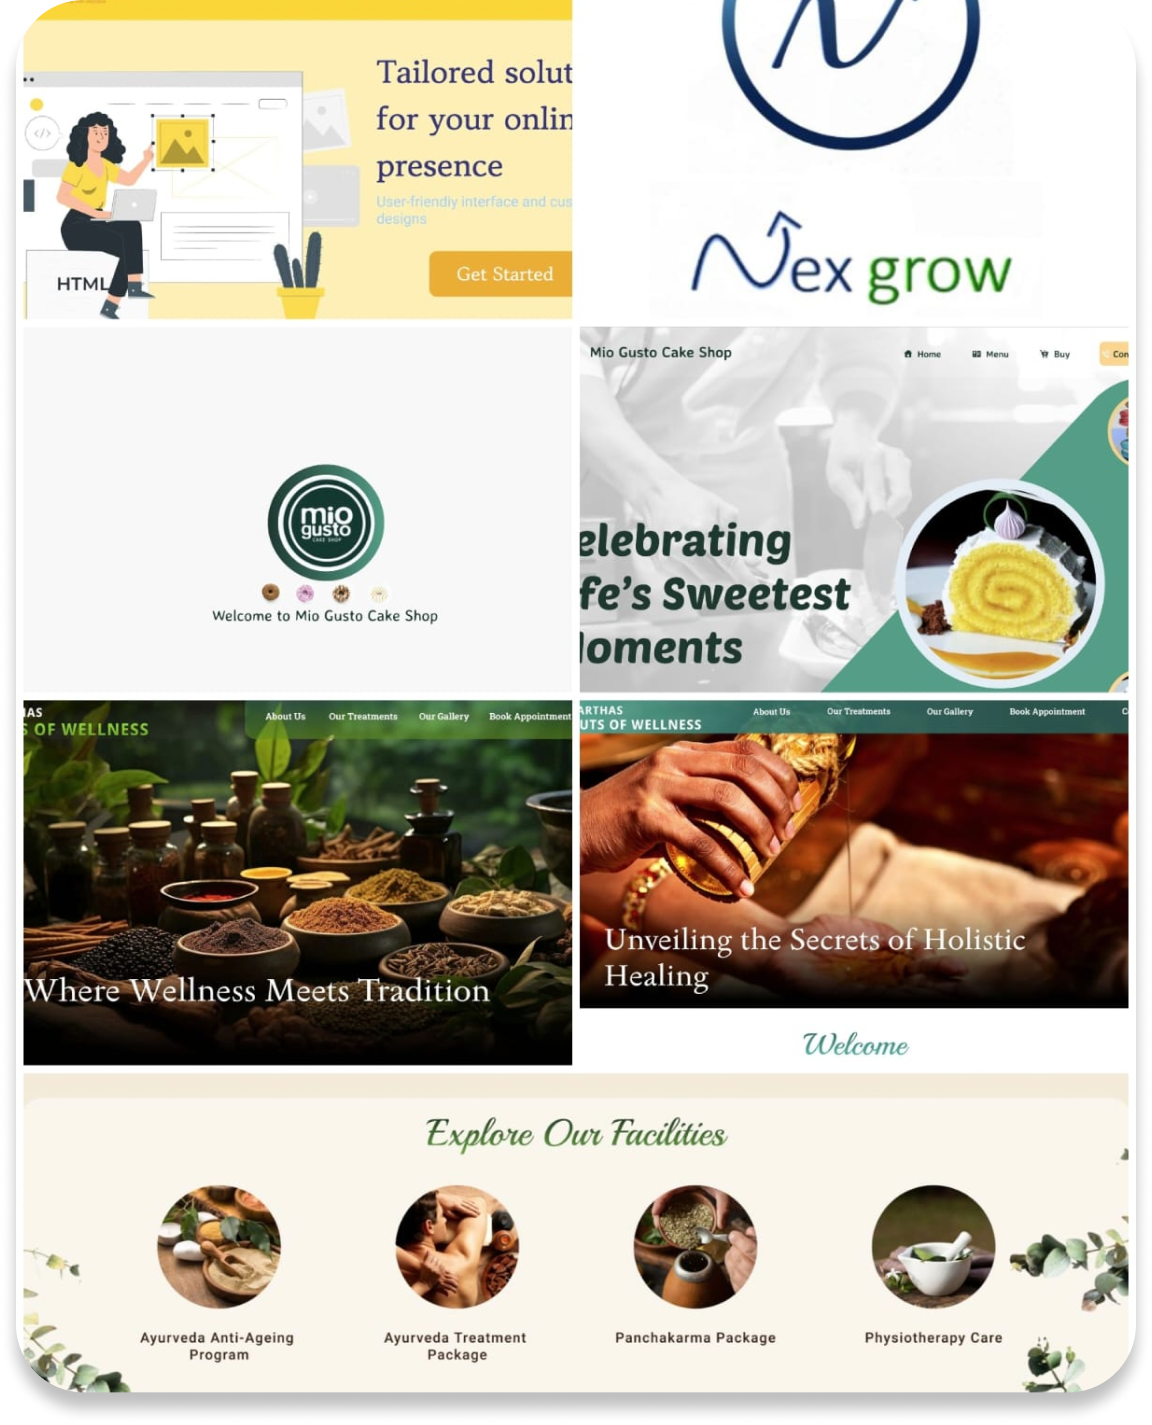 Tailored solut
for your onlin
presence
User-friendly interface and cus
designs
Get Started
</>
HTML
N
Nex grow
mio
gusto
CAKE SHOP
Welcome to Mio Gusto Cake Shop
Mio Gusto Cake Shop
Home Menu Buy Con
elebrating
fe's Sweetest
oments
AS
S OF WELLNESS
About Us Our Treatments Our Gallery Book Appointment
Where Wellness Meets Tradition
ARTHAS
UTS OF WELLNESS
About Us Our Treatments Our Gallery Book Appointment C
Unveiling the Secrets of Holistic
Healing
Welcome
Explore Our Facilities
Ayurveda Anti-Ageing
Program
Ayurveda Treatment
Package
Panchakarma Package
Physiotherapy Care